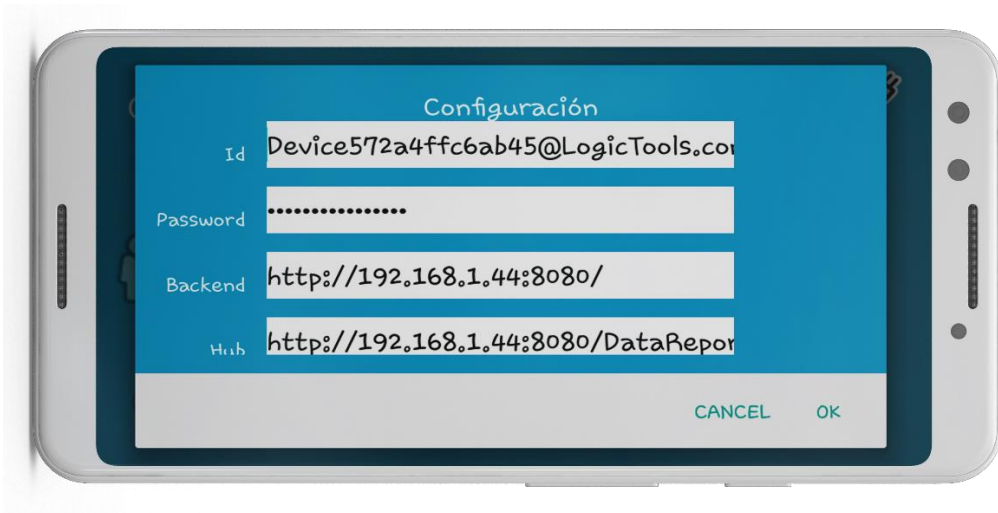 Configuración
Id Device572a4ffc6ab45@LogicTools.co
Password ••••••••••••••••
Backend http://192.168.1.44:8080/
Hub http://192.168.1.44:8080/DataRepor
CANCEL OK